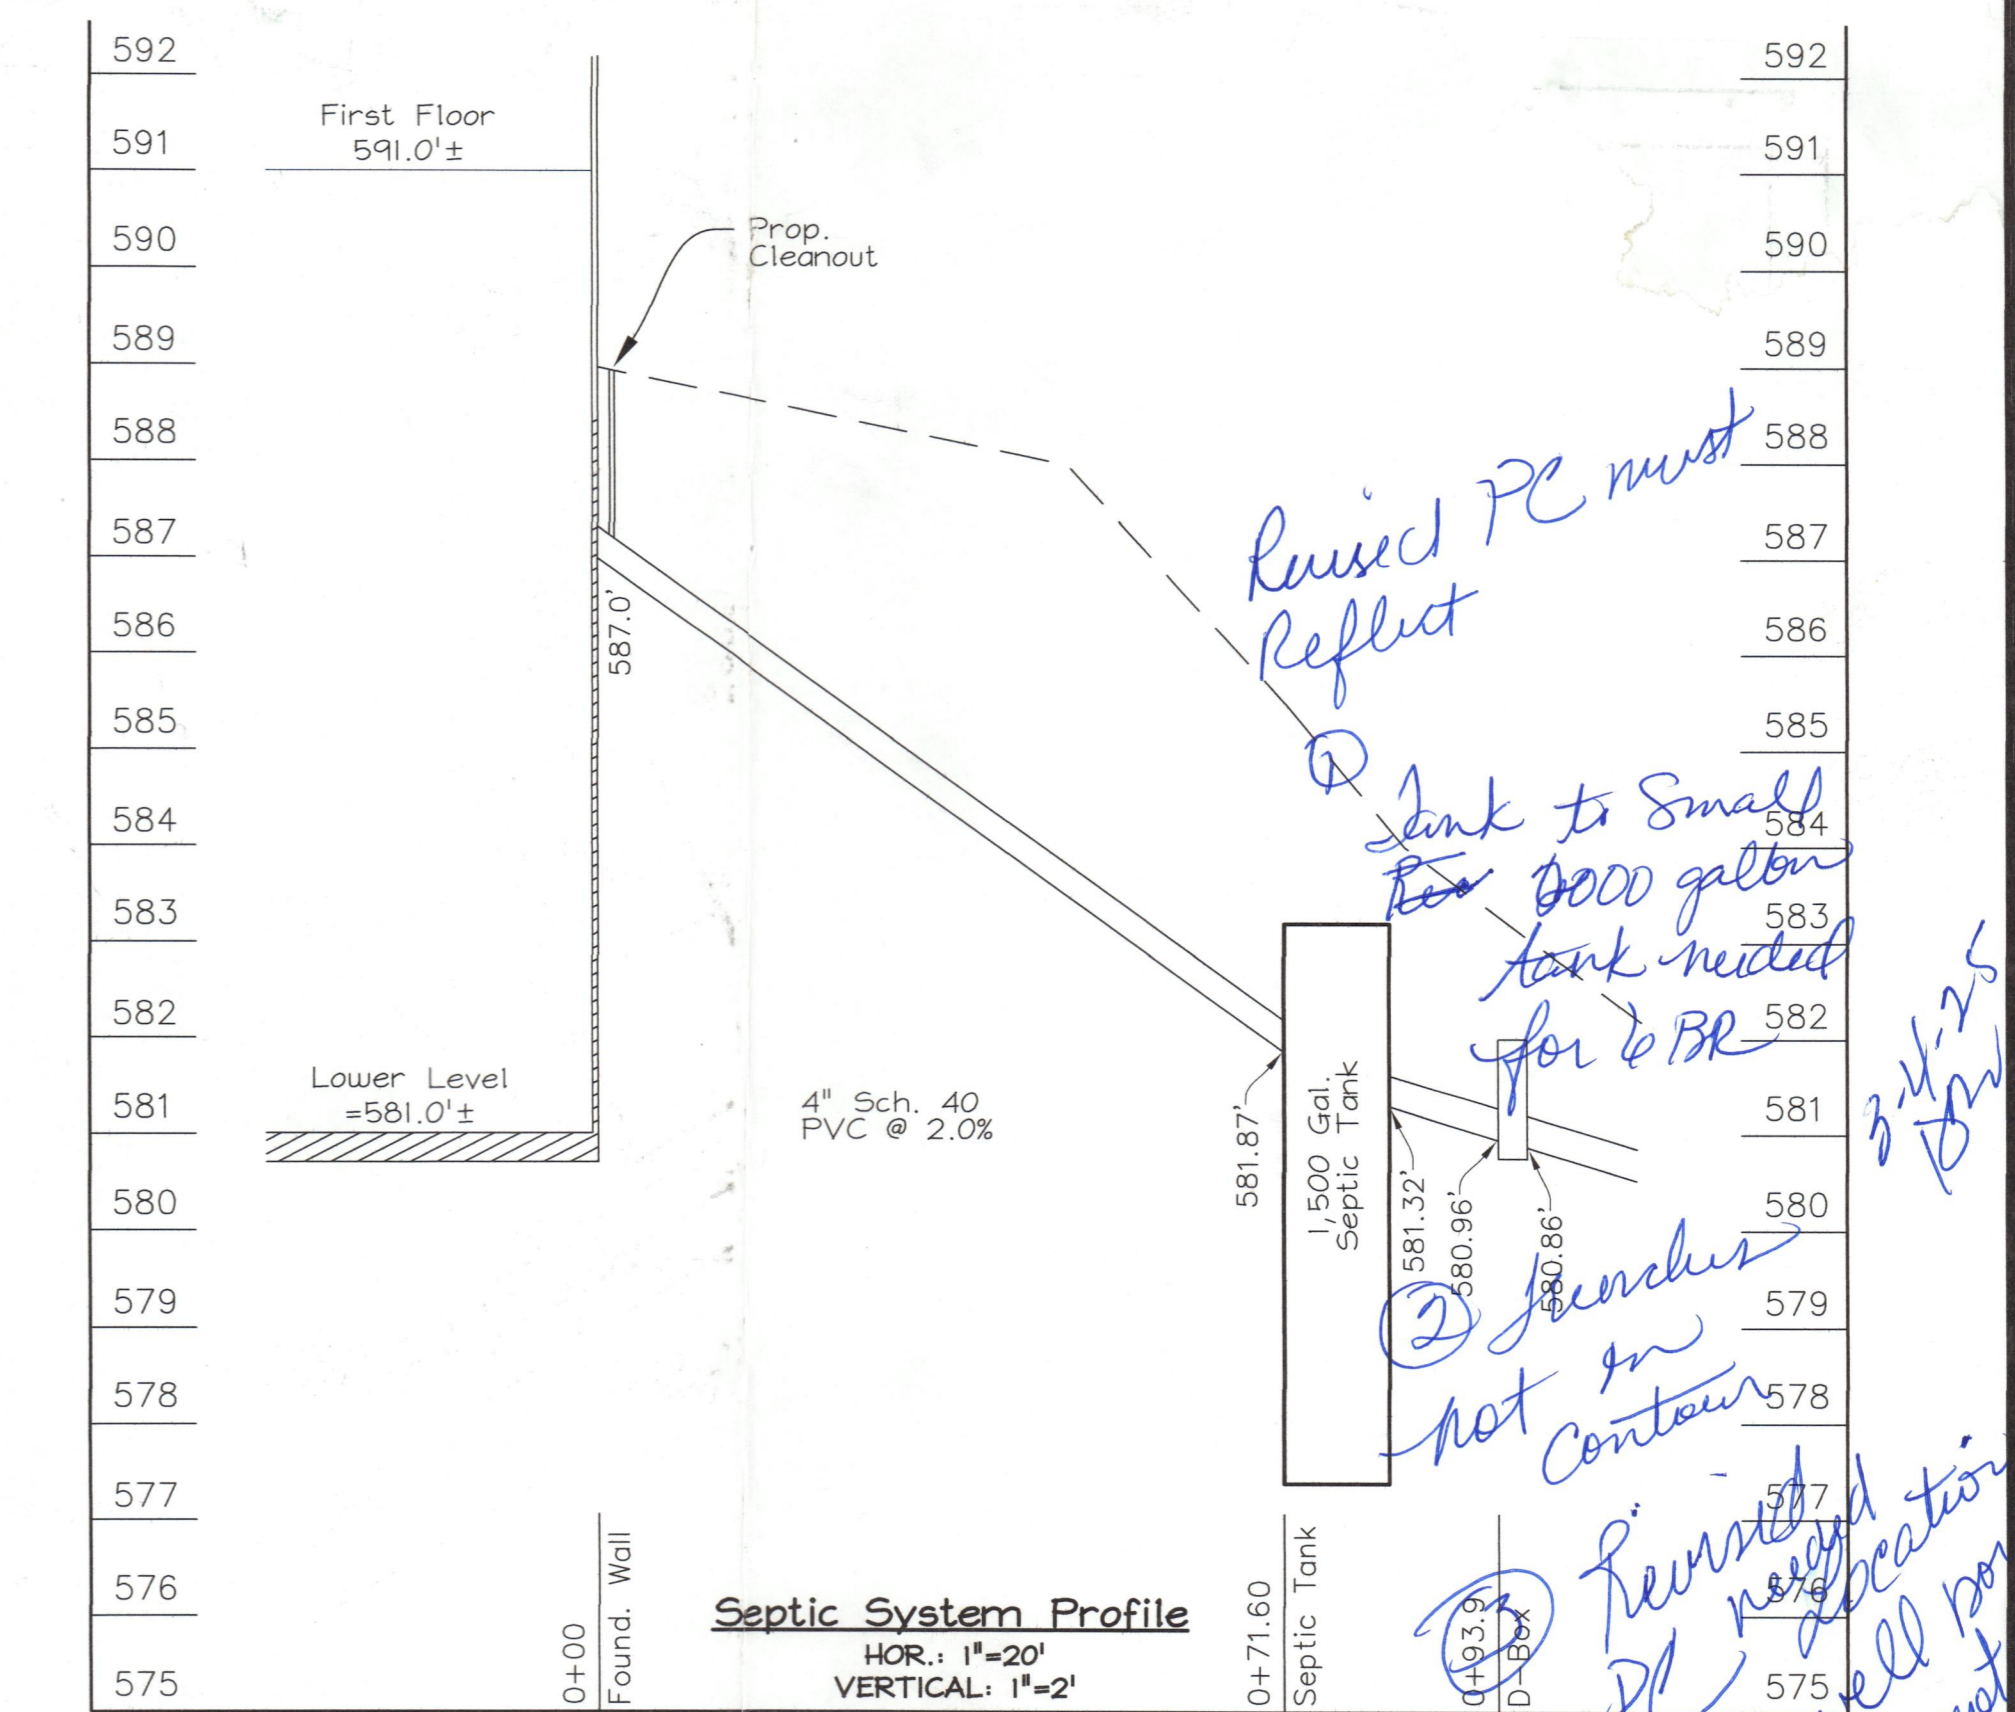 592
591
590
589
588
587
586
585
584
583
582
581
580
579
578
577
576
575
First Floor
591.0'±
Prop.
Cleanout
587.0'
Lower Level
=581.0'±
4" Sch. 40
PVC @ 2.0%
581.87'
1,500 Gal.
Septic Tank
581.32'
580.96'
580.86'
0+00
Found. Wall
Septic System Profile
HOR.: 1"=20'
VERTICAL: 1"=2'
0+71.60
Septic Tank
0+93.9
D-Box
592
591
590
589
588
587
586
585
584
583
582
581
580
579
578
577
576
575
Revised PC must
Reflect
①
Tank to Small
000 gallon
tank needed
for 6 BR
② trenches
not on
Contour
③ Revised
DP needed
Location